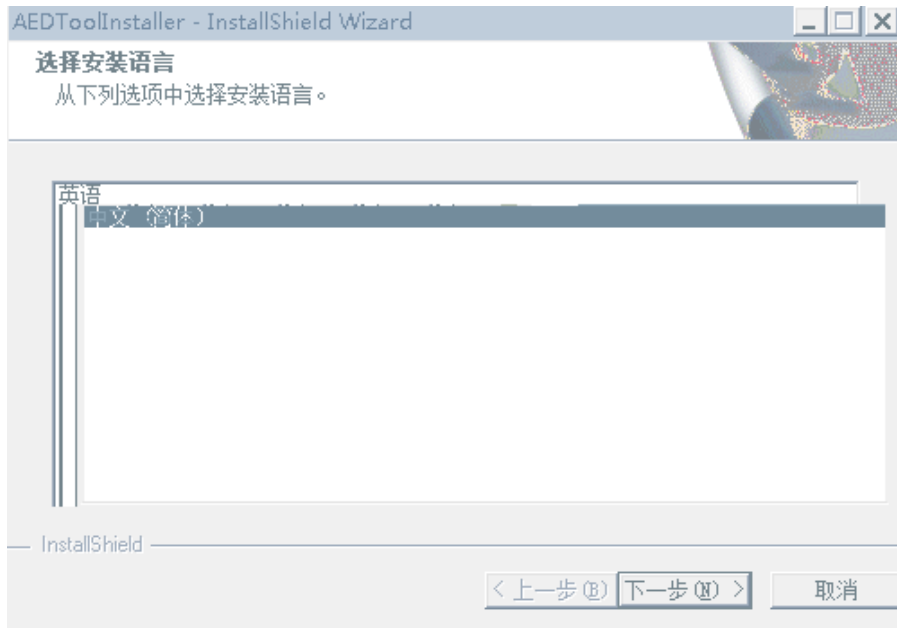 AEDToolInstaller - InstallShield Wizard
选择安装语言
从下列选项中选择安装语言。
英语
中文 (简体)
InstallShield
< 上一步(B) 下一步(N) > 取消